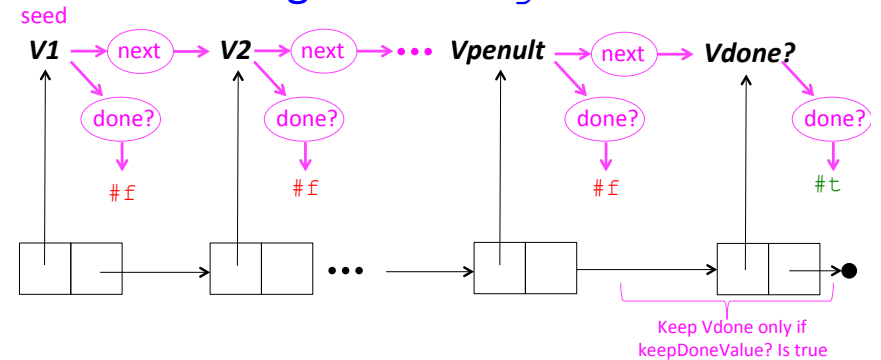 seed
V1 next V2 next ••• Vpenult next Vdone?
done? done? done? done?
#f #f #f #t
•••
Keep Vdone only if
keepDoneValue? Is true